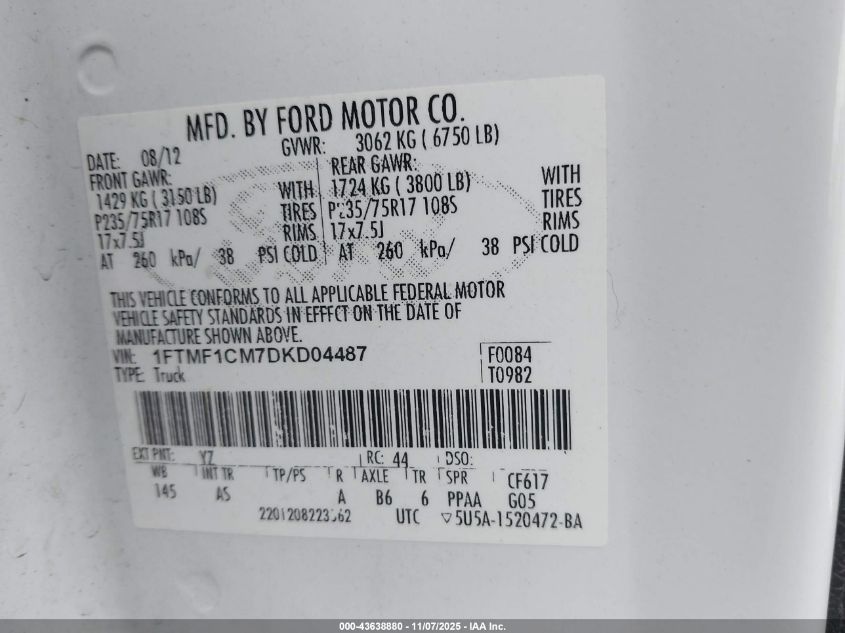 MFD. BY FORD MOTOR CO.
DATE: 08/12 GVWR: 3062 KG ( 6750 LB)
FRONT GAWR: REAR GAWR:
1429 KG ( 3150 LB) WITH 1724 KG ( 3800 LB) WITH
P235/75R17 108S TIRES P235/75R17 108S TIRES
17x7.5J RIMS 17x7.5J RIMS
AT 260 kPa/ 38 PSI COLD AT 260 kPa/ 38 PSI COLD
THIS VEHICLE CONFORMS TO ALL APPLICABLE FEDERAL MOTOR
VEHICLE SAFETY STANDARDS IN EFFECT ON THE DATE OF
MANUFACTURE SHOWN ABOVE.
VIN: 1FTMF1CM7DKD04487 F0084
TYPE: Truck T0982
EXT PNT: YZ RC: 44 DSO:
WB INT TR TP/PS R AXLE TR SPR CF617
145 AS A B6 6 PPAA G05
UTC ▽5U5A-1520472-BA
000-43638880 - 11/07/2025 - IAA Inc.